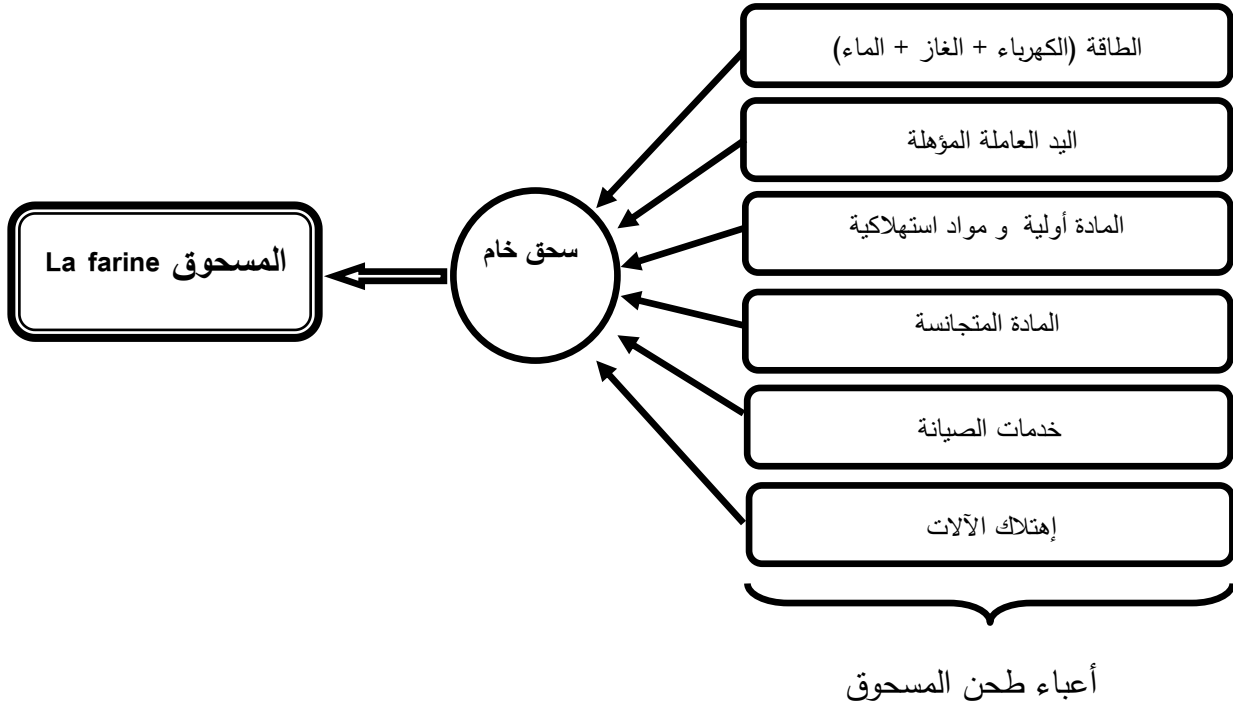 الطاقة (الكهرباء + الغاز + الماء)
اليد العاملة المؤهلة
المادة أولية و مواد استهلاكية
المادة المتجانسة
خدمات الصيانة
إهتلاك الآلات
سحق خام
المسحوق La farine
أعباء طحن المسحوق